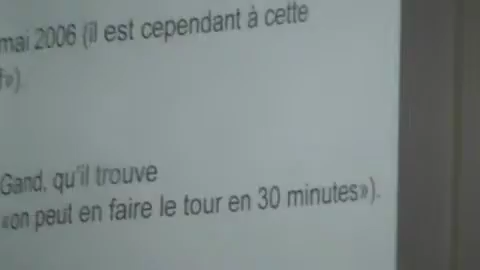 mai 2006 (il est cependant à cette
f»)
Gand, qu'il trouve
«on peut en faire le tour en 30 minutes»).